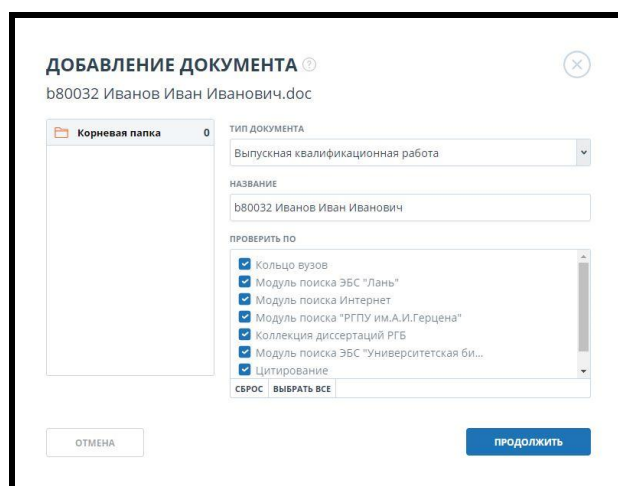 ДОБАВЛЕНИЕ ДОКУМЕНТА ?
b80032 Иванов Иван Иванович.doc
Корневая папка 0
ТИП ДОКУМЕНТА
Выпускная квалификационная работа
НАЗВАНИЕ
b80032 Иванов Иван Иванович
ПРОВЕРИТЬ ПО
Кольцо вузов
Модуль поиска ЭБС "Лань"
Модуль поиска Интернет
Модуль поиска "РГПУ им.А.И.Герцена"
Коллекция диссертаций РГБ
Модуль поиска ЭБС "Университетская би...
Цитирование
СБРОС ВЫБРАТЬ ВСЕ
ОТМЕНА ПРОДОЛЖИТЬ